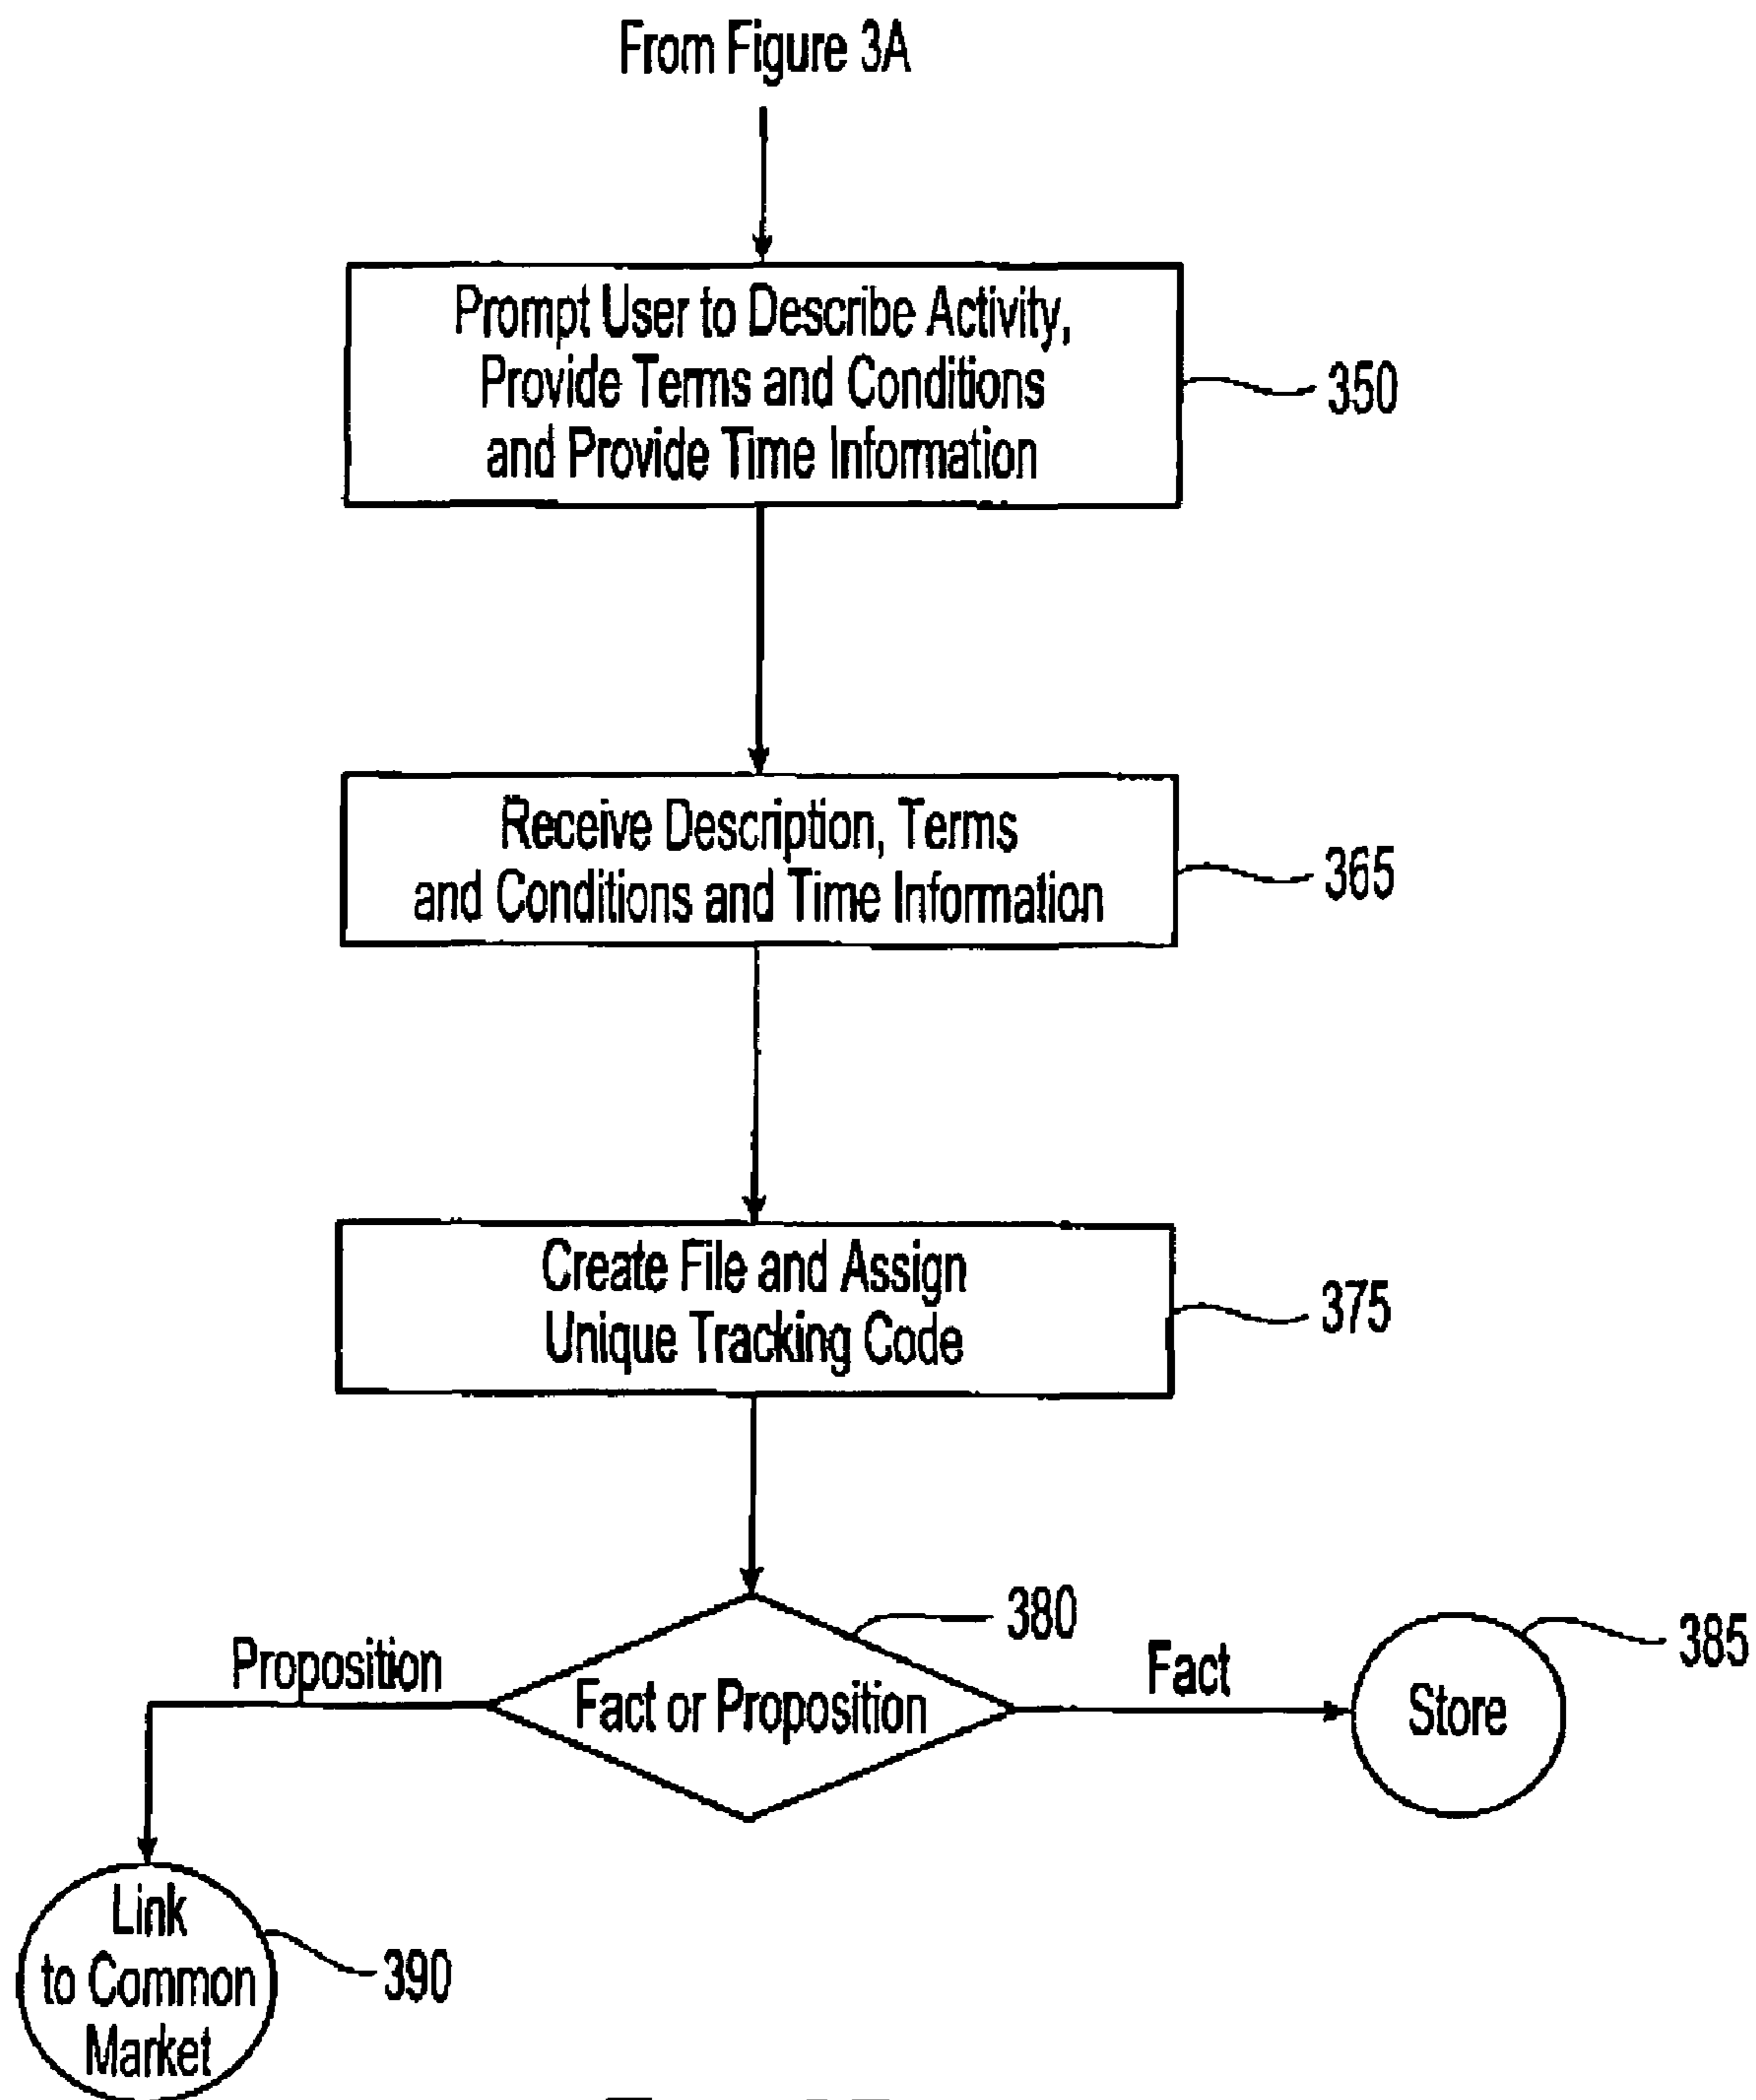 From Figure 3A
Prompt User to Describe Activity,
Provide Terms and Conditions
and Provide Time Information
350
Receive Description, Terms
and Conditions and Time Information
365
Create File and Assign
Unique Tracking Code
375
380
Proposition
Fact or Proposition
Fact
Store
385
Link
to Common
Market
390